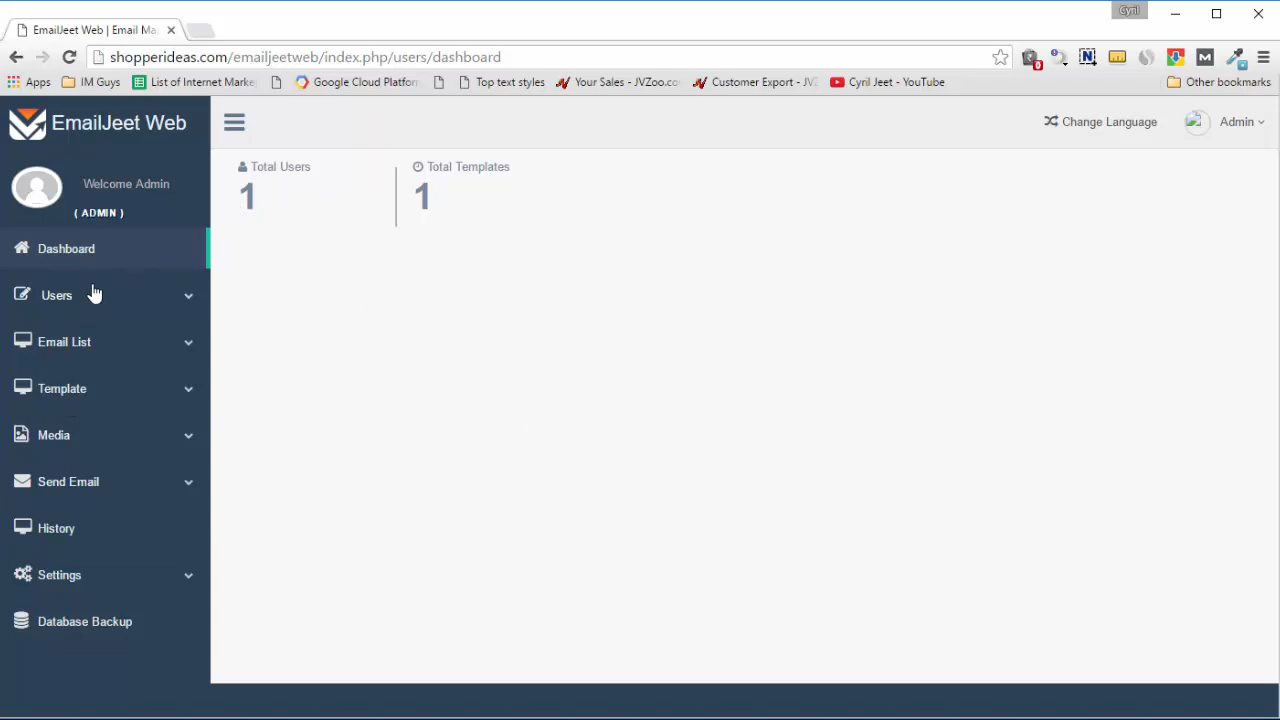 Cyril
EmailJeet Web | Email Ma
shopperideas.com/emailjeetweb/index.php/users/dashboard
Apps IM Guys List of Internet Marke Google Cloud Platforn Top text styles Your Sales - JVZoo.co Customer Export - JVZ Cyril Jeet - YouTube Other bookmarks
EmailJeet Web
Change Language Admin
Welcome Admin
( ADMIN )
Total Users
1
Total Templates
1
Dashboard
Users
Email List
Template
Media
Send Email
History
Settings
Database Backup